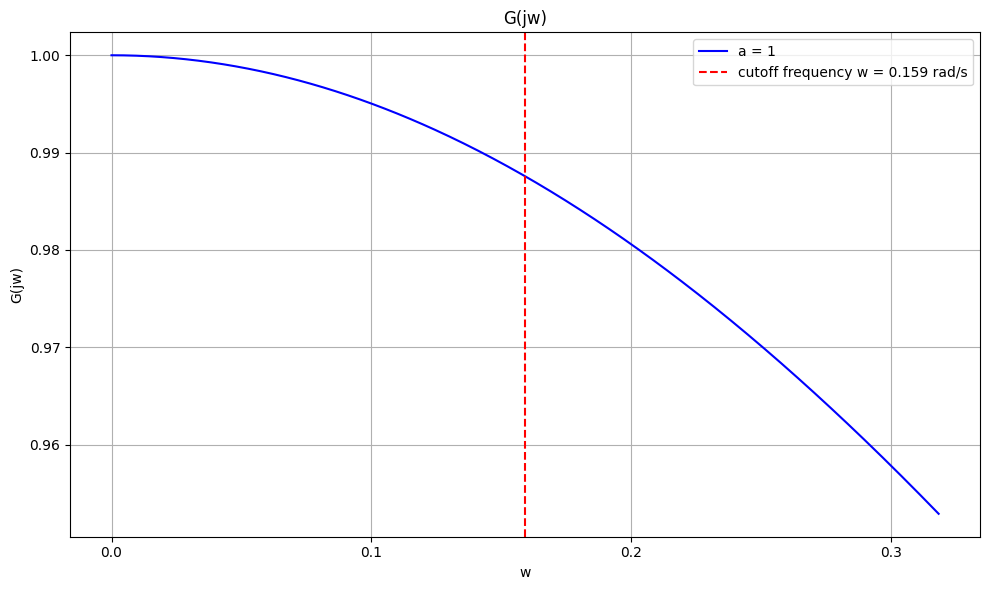 G(jw)
a = 1
cutoff frequency w = 0.159 rad/s
1.00
0.99
0.98
0.97
0.96
G(jw)
0.0 0.1 0.2 0.3
w